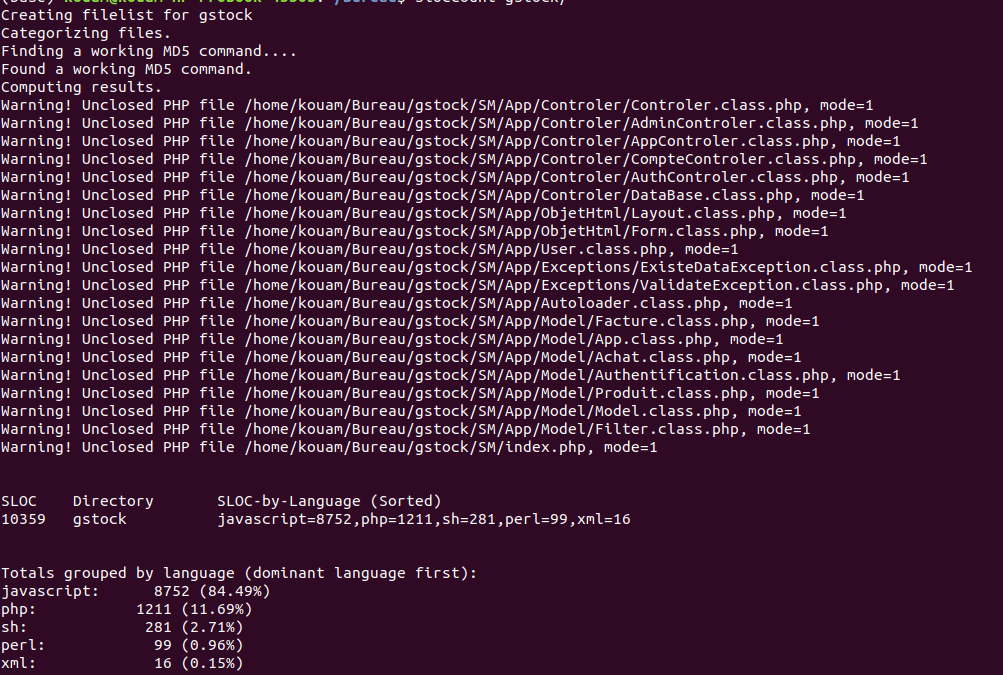 Creating filelist for gstock
Categorizing files.
Finding a working MD5 command....
Found a working MD5 command.
Computing results.
Warning! Unclosed PHP file /home/kouam/Bureau/gstock/SM/App/Controler/Controler.class.php, mode=1
Warning! Unclosed PHP file /home/kouam/Bureau/gstock/SM/App/Controler/AdminControler.class.php, mode=1
Warning! Unclosed PHP file /home/kouam/Bureau/gstock/SM/App/Controler/AppControler.class.php, mode=1
Warning! Unclosed PHP file /home/kouam/Bureau/gstock/SM/App/Controler/CompteControler.class.php, mode=1
Warning! Unclosed PHP file /home/kouam/Bureau/gstock/SM/App/Controler/AuthControler.class.php, mode=1
Warning! Unclosed PHP file /home/kouam/Bureau/gstock/SM/App/Controler/DataBase.class.php, mode=1
Warning! Unclosed PHP file /home/kouam/Bureau/gstock/SM/App/ObjetHtml/Layout.class.php, mode=1
Warning! Unclosed PHP file /home/kouam/Bureau/gstock/SM/App/ObjetHtml/Form.class.php, mode=1
Warning! Unclosed PHP file /home/kouam/Bureau/gstock/SM/App/User.class.php, mode=1
Warning! Unclosed PHP file /home/kouam/Bureau/gstock/SM/App/Exceptions/ExisteDataException.class.php, mode=1
Warning! Unclosed PHP file /home/kouam/Bureau/gstock/SM/App/Exceptions/ValidateException.class.php, mode=1
Warning! Unclosed PHP file /home/kouam/Bureau/gstock/SM/App/Autoloader.class.php, mode=1
Warning! Unclosed PHP file /home/kouam/Bureau/gstock/SM/App/Model/Facture.class.php, mode=1
Warning! Unclosed PHP file /home/kouam/Bureau/gstock/SM/App/Model/App.class.php, mode=1
Warning! Unclosed PHP file /home/kouam/Bureau/gstock/SM/App/Model/Achat.class.php, mode=1
Warning! Unclosed PHP file /home/kouam/Bureau/gstock/SM/App/Model/Authentification.class.php, mode=1
Warning! Unclosed PHP file /home/kouam/Bureau/gstock/SM/App/Model/Produit.class.php, mode=1
Warning! Unclosed PHP file /home/kouam/Bureau/gstock/SM/App/Model/Model.class.php, mode=1
Warning! Unclosed PHP file /home/kouam/Bureau/gstock/SM/App/Model/Filter.class.php, mode=1
Warning! Unclosed PHP file /home/kouam/Bureau/gstock/SM/index.php, mode=1
SLOC Directory SLOC-by-Language (Sorted)
10359 gstock javascript=8752,php=1211,sh=281,perl=99,xml=16
Totals grouped by language (dominant language first):
javascript: 8752 (84.49%)
php: 1211 (11.69%)
sh: 281 (2.71%)
perl: 99 (0.96%)
xml: 16 (0.15%)